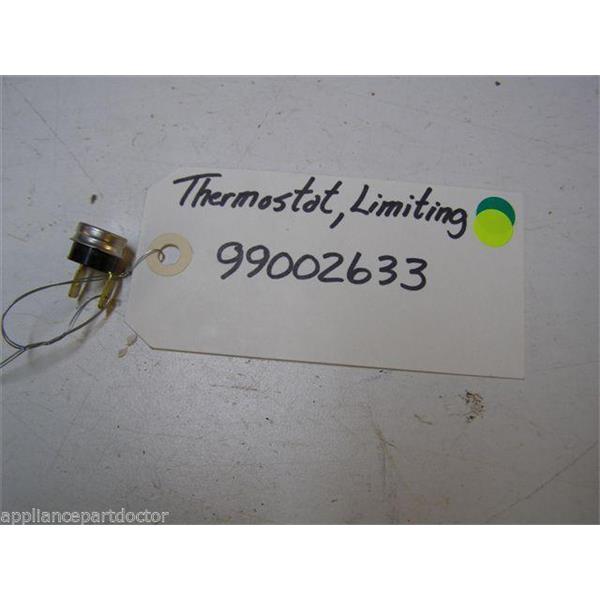 Thermostat, Limiting
99002633
appliancepartdoctor